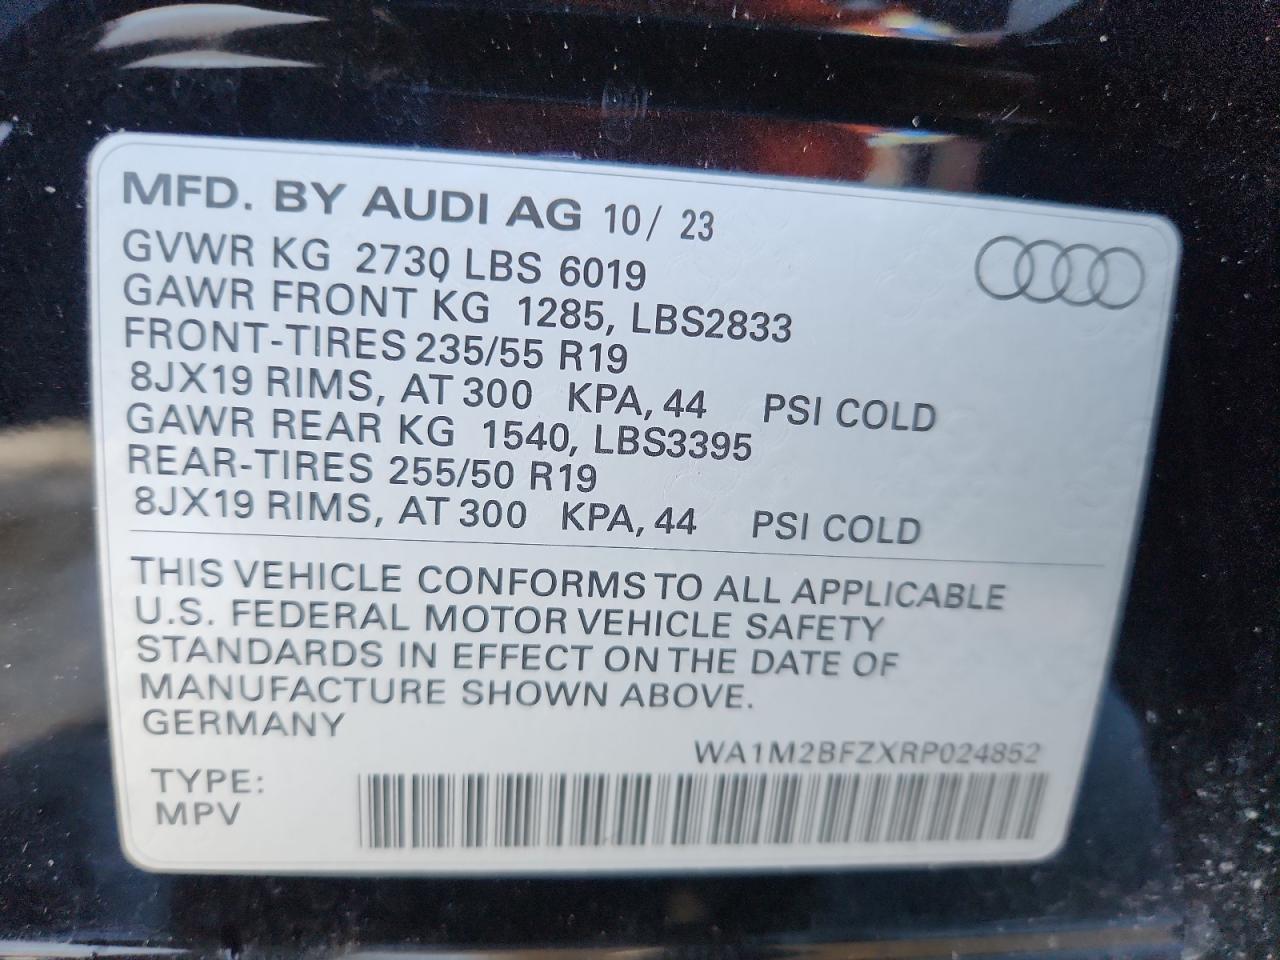 MFD. BY AUDI AG 10/ 23
GVWR KG 2730 LBS 6019
GAWR FRONT KG 1285, LBS2833
FRONT-TIRES 235/55 R19
8JX19 RIMS, AT 300 KPA, 44 PSI COLD
GAWR REAR KG 1540, LBS3395
REAR-TIRES 255/50 R19
8JX19 RIMS, AT 300 KPA, 44 PSI COLD
THIS VEHICLE CONFORMS TO ALL APPLICABLE
U.S. FEDERAL MOTOR VEHICLE SAFETY
STANDARDS IN EFFECT ON THE DATE OF
MANUFACTURE SHOWN ABOVE.
GERMANY
WA1M2BFZXRP024852
TYPE:
MPV